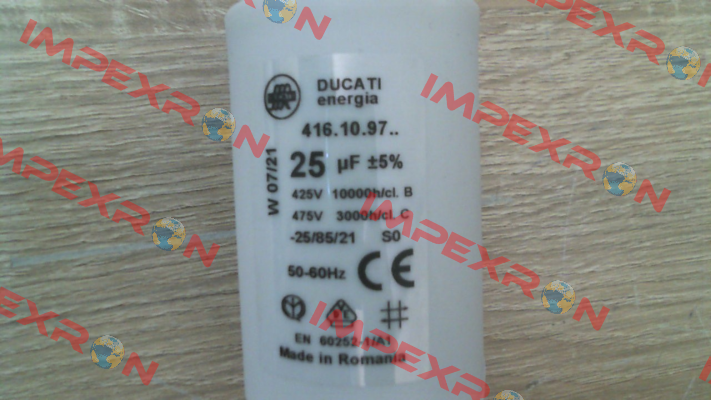 DUCATI
energia
416.10.97..
25 µF ±5%
W 07/21
425V 10000h/cl. B
475V 3000h/cl. C
-25/85/21 S0
50-60Hz CE
EN 60252-1/A1
Made in Romania
IMPEXRON
IMPEXRON
IMPEXRON
IMPEXRON
IMPEXRON